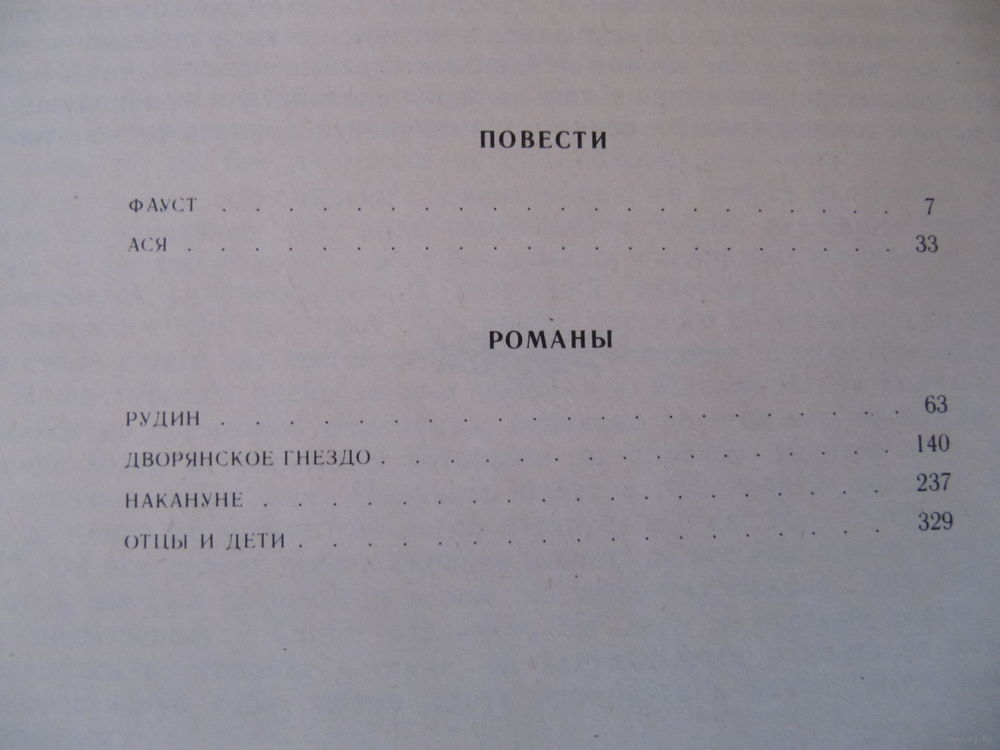 ПОВЕСТИ
ФАУСТ . . . . . . . . . . . . . . . . . . . . 7
АСЯ . . . . . . . . . . . . . . . . . . . . 33
РОМАНЫ
РУДИН . . . . . . . . . . . . . . . . . . . . 63
ДВОРЯНСКОЕ ГНЕЗДО . . . . . . . . . . . . . . . 140
НАКАНУНЕ . . . . . . . . . . . . . . . . . . 237
ОТЦЫ И ДЕТИ . . . . . . . . . . . . . . . . . 329